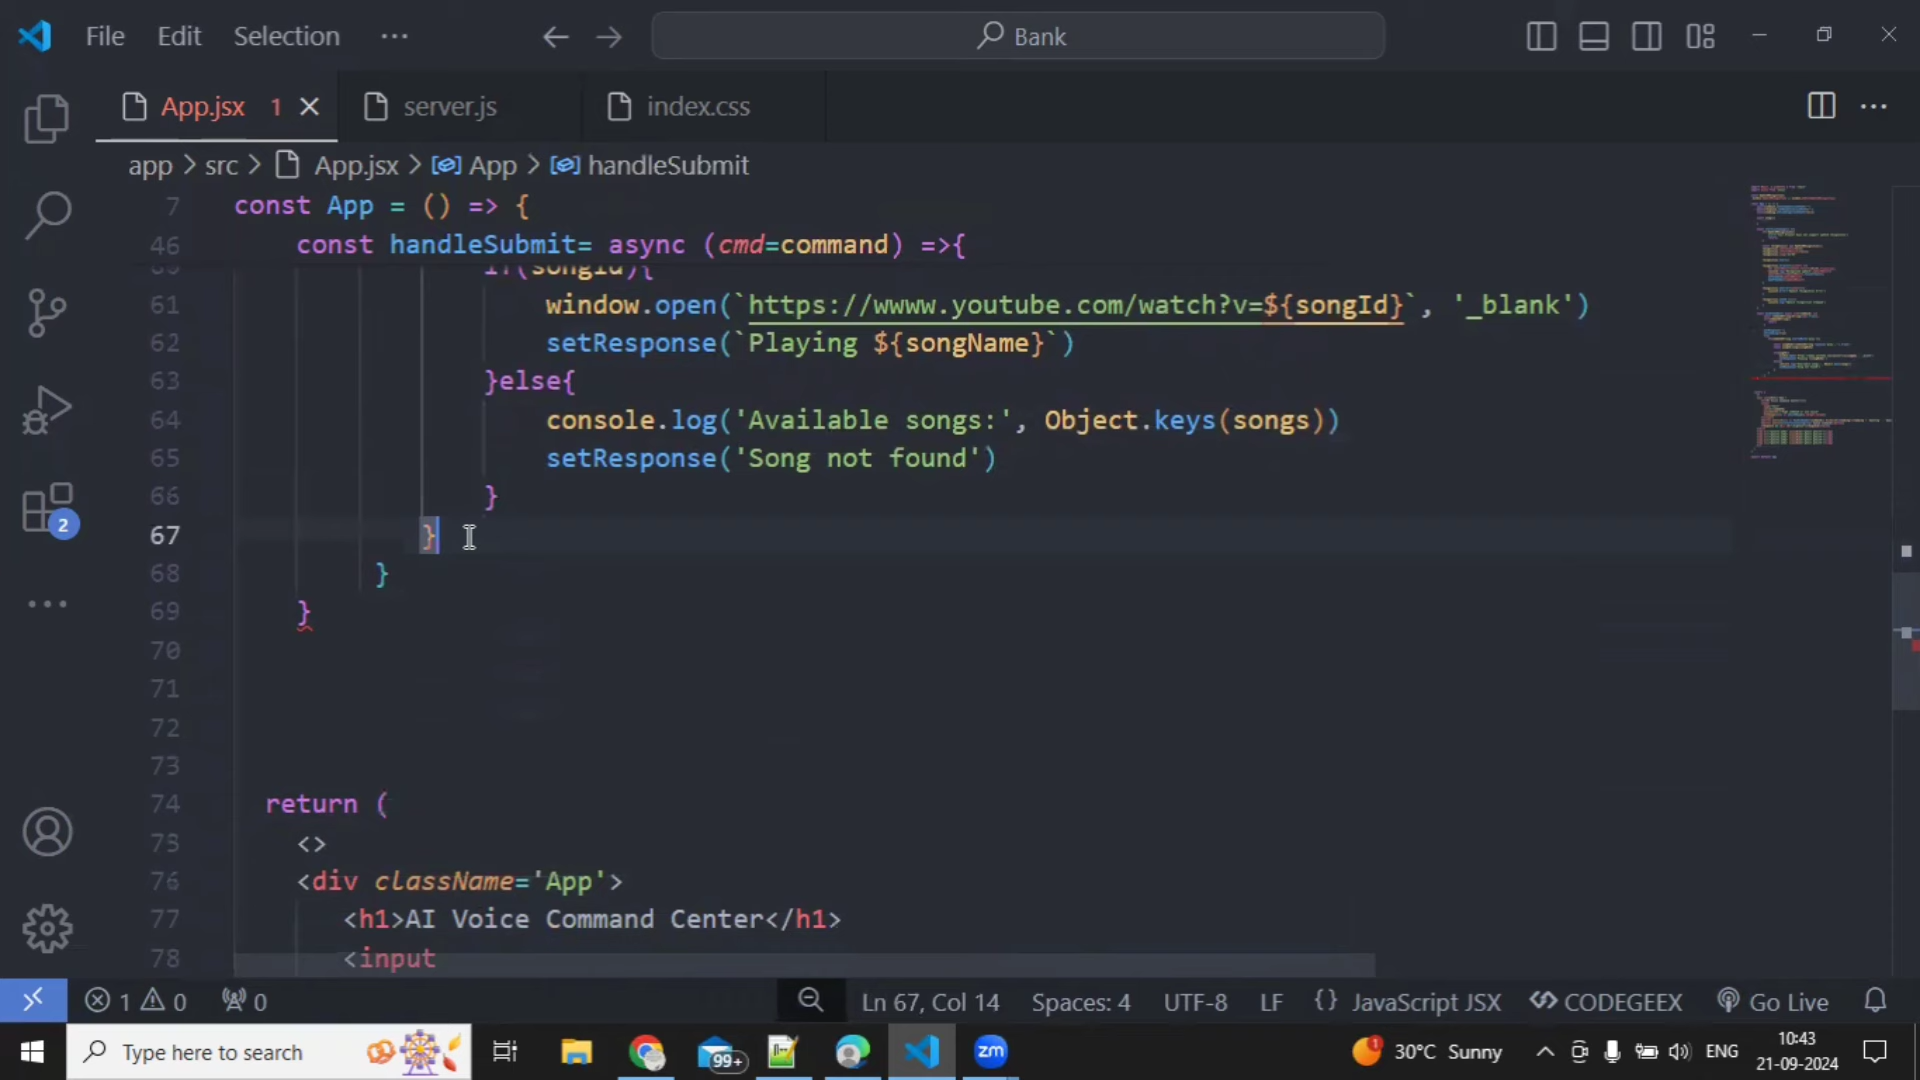 File Edit Selection ··· Bank
App.jsx 1 server.js index.css
app > src > App.jsx > App > handleSubmit
7 const App = () => {
46 const handleSubmit= async (cmd=command) =>{
60 if(songId){
61 window.open(`https://wwww.youtube.com/watch?v=${songId}`, '_blank')
62 setResponse(`Playing ${songName}`)
63 }else{
64 console.log('Available songs:', Object.keys(songs))
65 setResponse('Song not found')
66 }
67 }
68 }
69 }
70
71
72
73
74 return (
75 <>
76 <div className='App'>
77 <h1>AI Voice Command Center</h1>
78 <input
2
1 0 0 Ln 67, Col 14 Spaces: 4 UTF-8 LF {} JavaScript JSX CODEGEEX Go Live
Type here to search 99+ zm 30°C Sunny ENG 10:43
21-09-2024